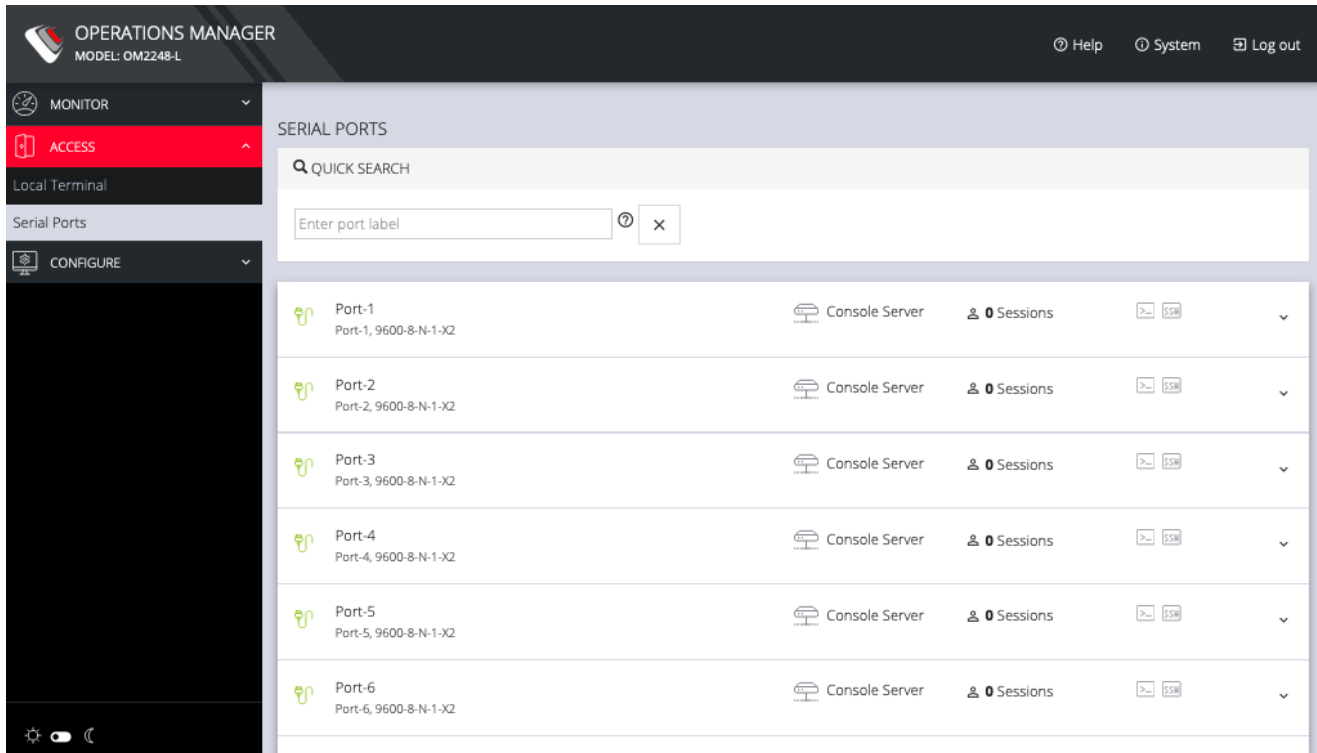 OPERATIONS MANAGER
MODEL: OM2248-L
Help
System
Log out
MONITOR
ACCESS
Local Terminal
Serial Ports
CONFIGURE
SERIAL PORTS
QUICK SEARCH
Enter port label
Port-1
Port-1, 9600-8-N-1-X2
Console Server
0 Sessions
SSH
Port-2
Port-2, 9600-8-N-1-X2
Console Server
0 Sessions
SSH
Port-3
Port-3, 9600-8-N-1-X2
Console Server
0 Sessions
SSH
Port-4
Port-4, 9600-8-N-1-X2
Console Server
0 Sessions
SSH
Port-5
Port-5, 9600-8-N-1-X2
Console Server
0 Sessions
SSH
Port-6
Port-6, 9600-8-N-1-X2
Console Server
0 Sessions
SSH